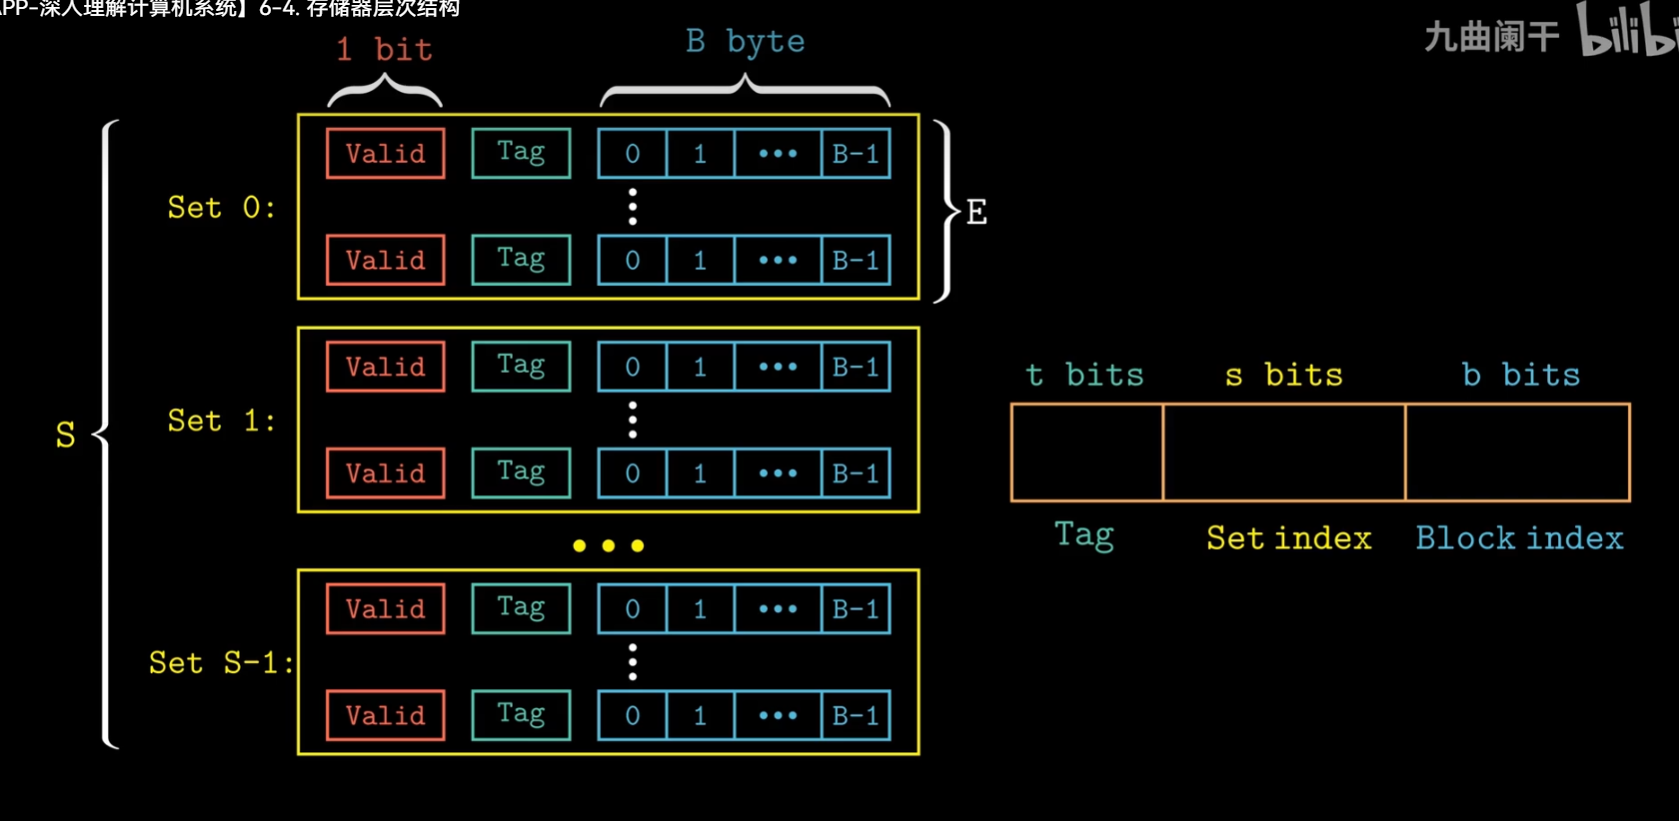 APP-深入理解计算机系统】6-4. 存储器层次结构
九曲阑干 bilibi
1 bit
B byte
Set 0:
Valid Tag 0 1 ••• B-1
Valid Tag 0 1 ••• B-1
E
Set 1:
Valid Tag 0 1 ••• B-1
Valid Tag 0 1 ••• B-1
S
•••
Set S-1:
Valid Tag 0 1 ••• B-1
Valid Tag 0 1 ••• B-1
t bits s bits b bits
Tag Set index Block index